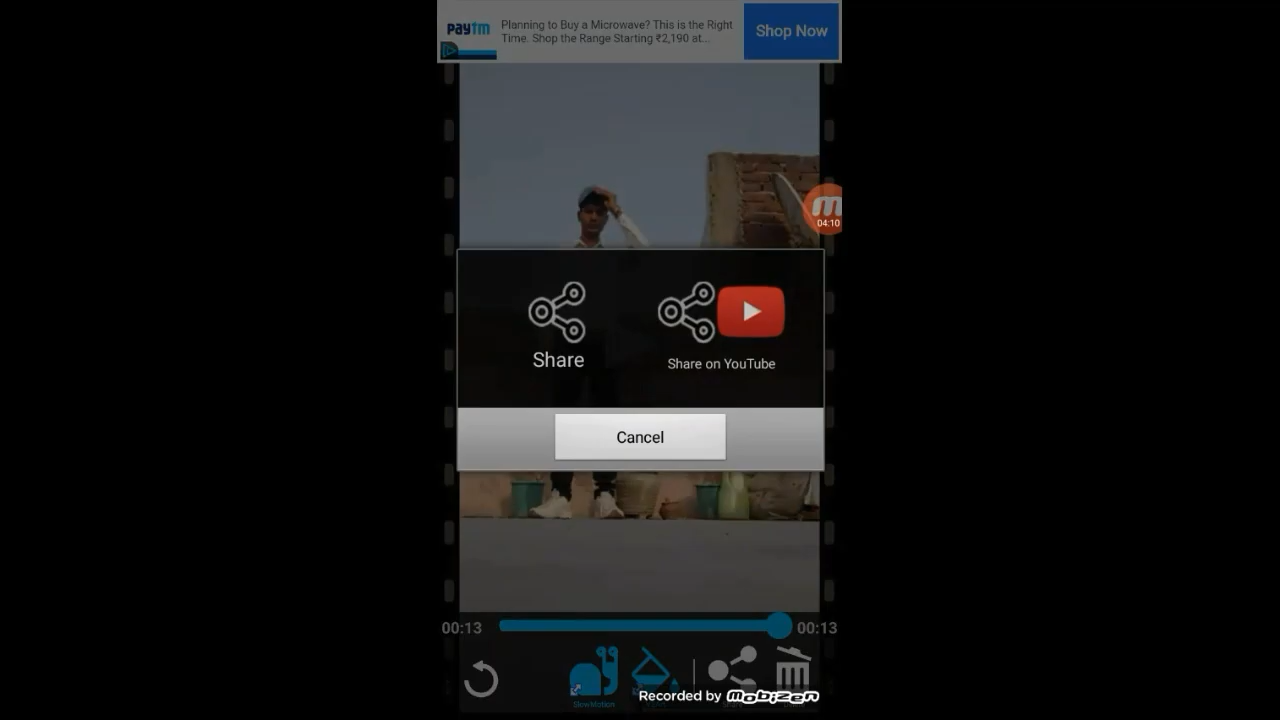 paytm
Planning to Buy a Microwave? This is the Right
Time. Shop the Range Starting ₹2,190 at...
Shop Now
04:10
Share
Share on YouTube
Cancel
00:13
00:13
SlowMotion
Recorded by Mobizen